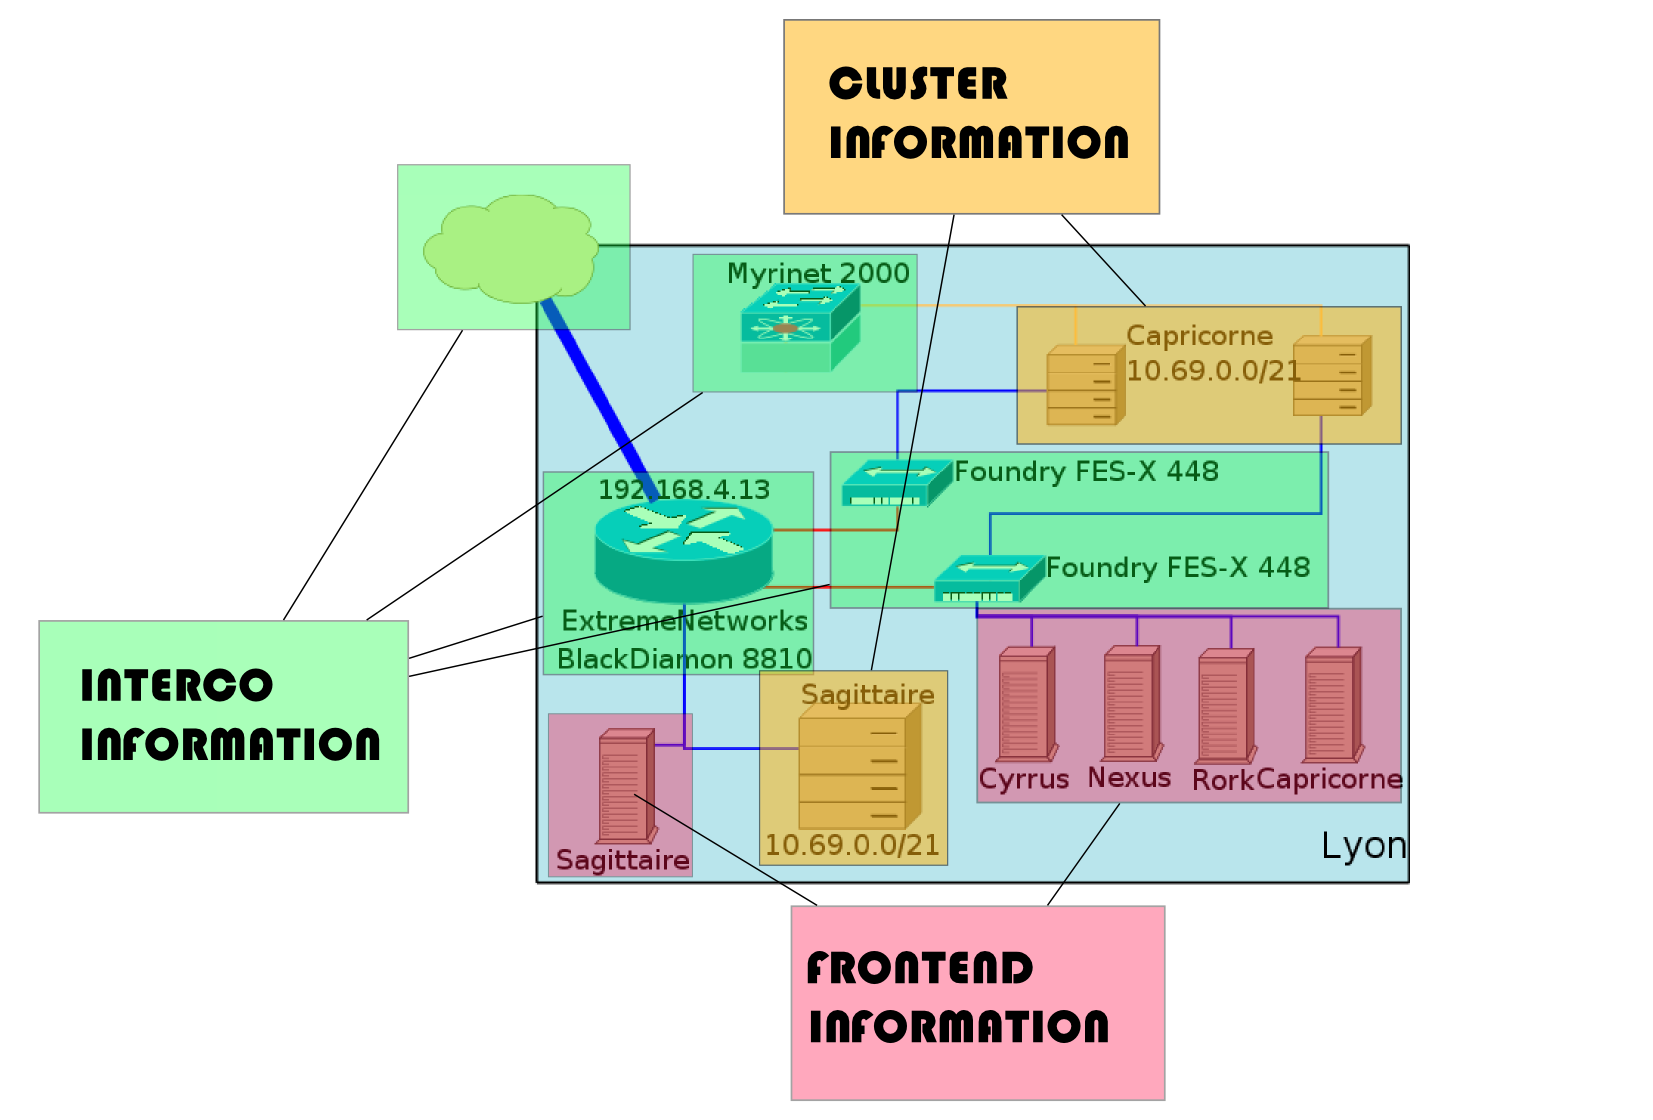 CLUSTER
INFORMATION
Myrinet 2000
Capricorne
10.69.0.0/21
Foundry FES-X 448
192.168.4.13
Foundry FES-X 448
ExtremeNetworks
BlackDiamon 8810
INTERCO
INFORMATION
Sagittaire
10.69.0.0/21
Sagittaire
Cyrrus
Nexus
Rork
Capricorne
Lyon
FRONTEND
INFORMATION